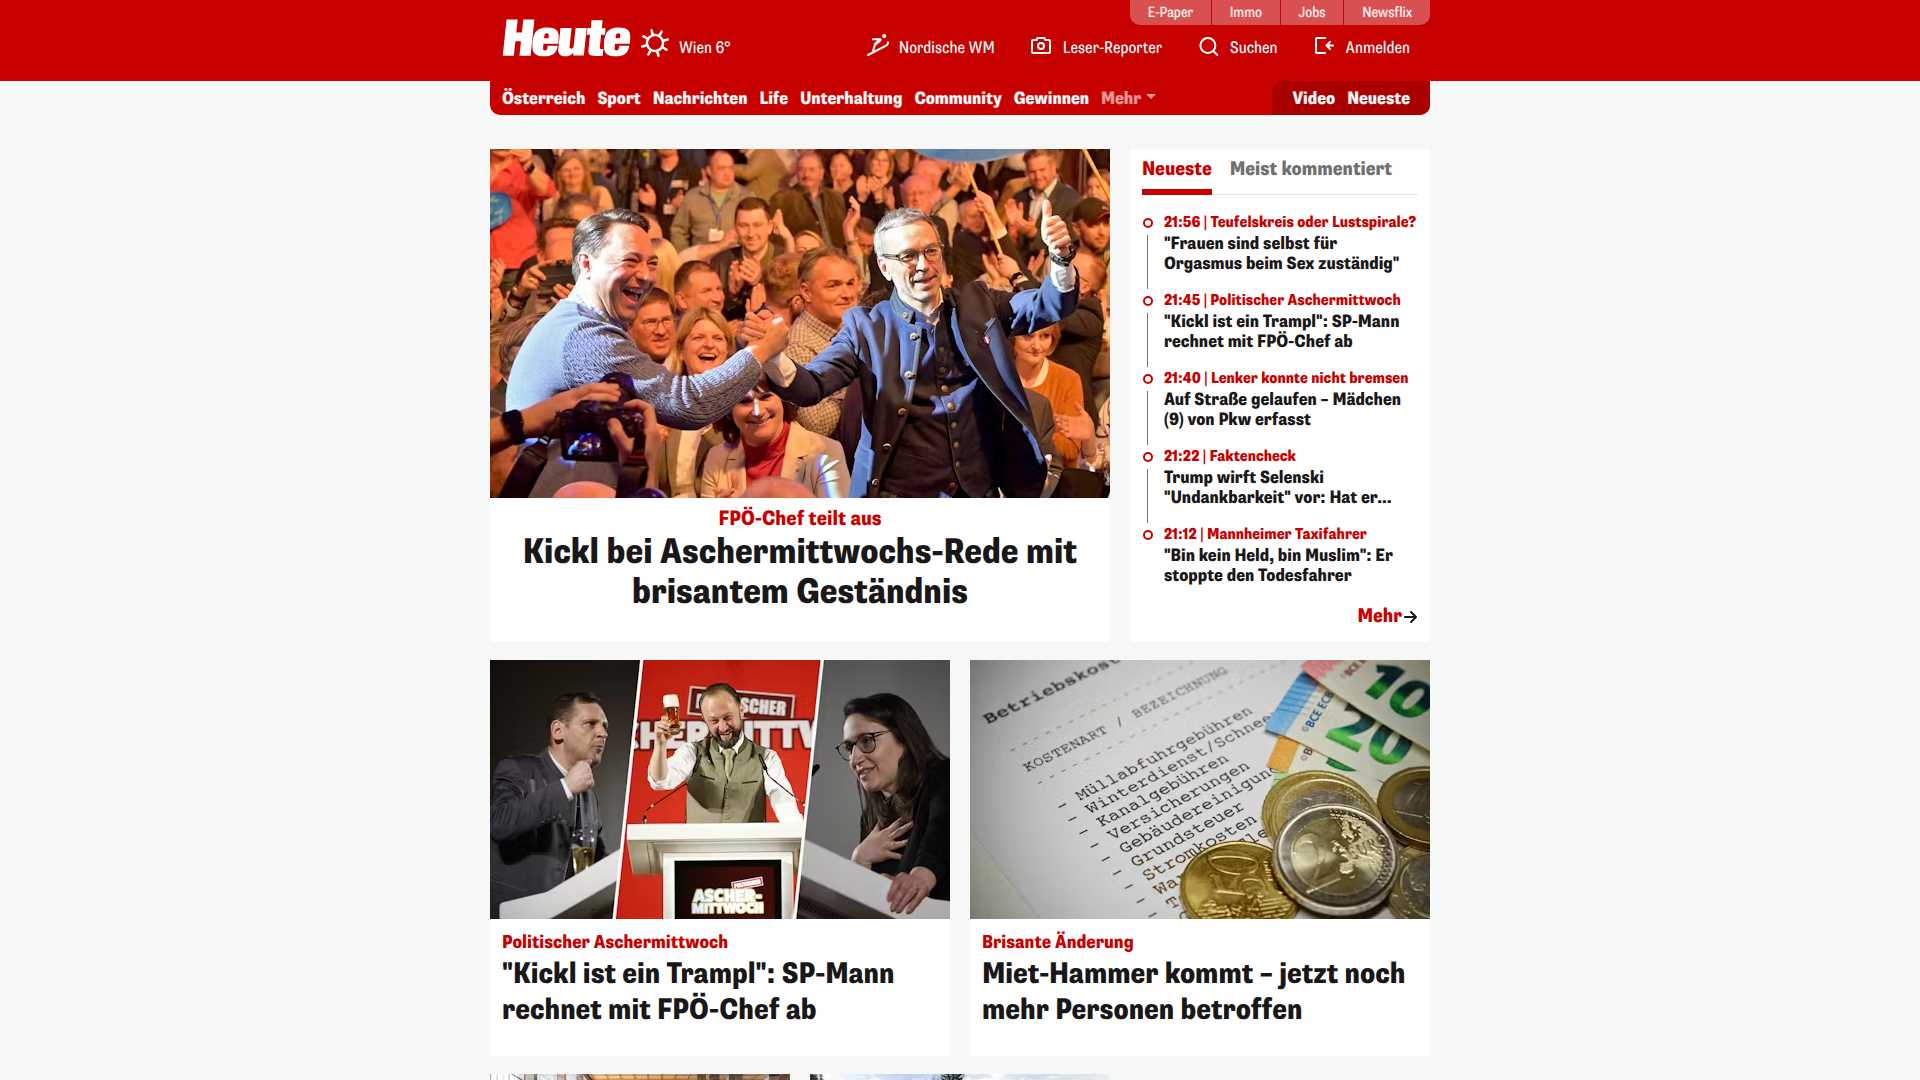 E-Paper
Immo
Jobs
Newsflix
Heute
Wien 6°
Nordische WM
Leser-Reporter
Suchen
Anmelden
Österreich
Sport
Nachrichten
Life
Unterhaltung
Community
Gewinnen
Mehr
Video
Neueste
FPÖ-Chef teilt aus
Kickl bei Aschermittwochs-Rede mit
brisantem Geständnis
Neueste
Meist kommentiert
21:56 | Teufelskreis oder Lustspirale?
"Frauen sind selbst für
Orgasmus beim Sex zuständig"
21:45 | Politischer Aschermittwoch
"Kickl ist ein Trampl": SP-Mann
rechnet mit FPÖ-Chef ab
21:40 | Lenker konnte nicht bremsen
Auf Straße gelaufen – Mädchen
(9) von Pkw erfasst
21:22 | Faktencheck
Trump wirft Selenski
"Undankbarkeit" vor: Hat er...
21:12 | Mannheimer Taxifahrer
"Bin kein Held, bin Muslim": Er
stoppte den Todesfahrer
Mehr
ASCHER-
MITTWOCH
Politischer Aschermittwoch
"Kickl ist ein Trampl": SP-Mann
rechnet mit FPÖ-Chef ab
KOSTENART / BEZEICHNUNG
- Müllabfuhrgebühren
- Winterdienst/Schnee
- Kanalgebühren
- Versicherungen
- Gebäudereinigung
- Grundsteuer
- Stromkosten
BCE ECB
10
20
Brisante Änderung
Miet-Hammer kommt – jetzt noch
mehr Personen betroffen